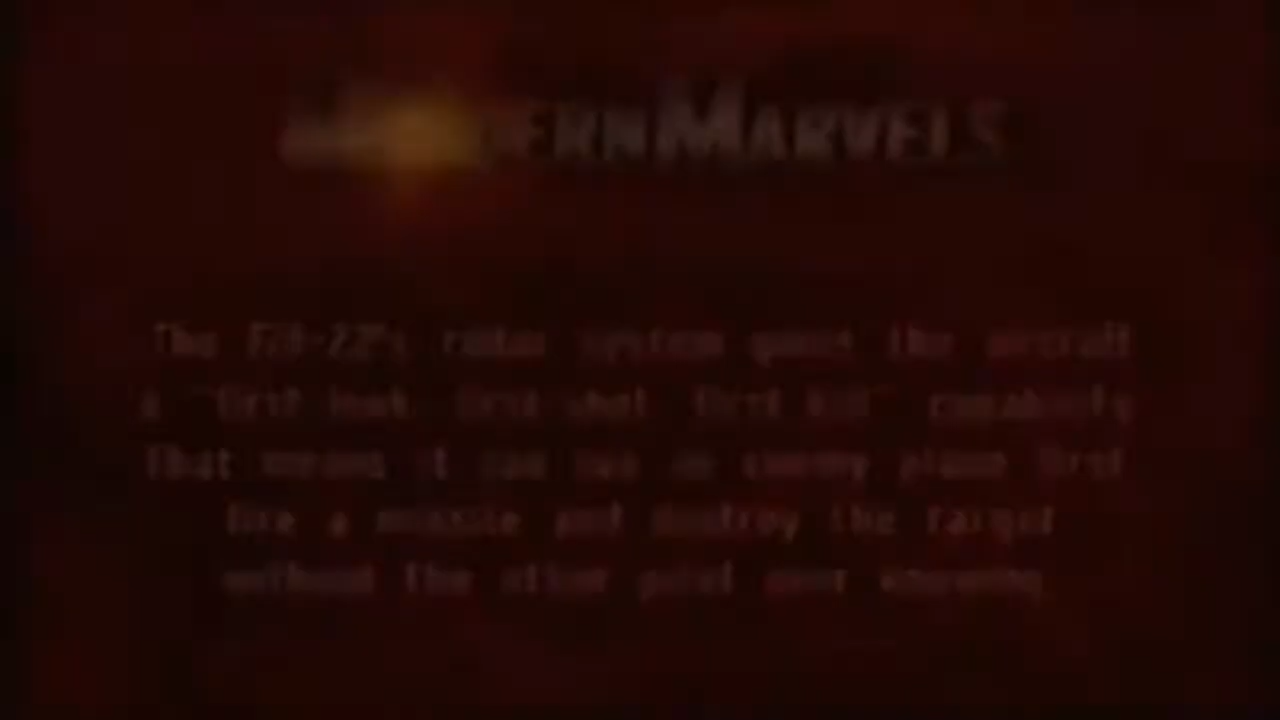 MODERN MARVELS
The F/A-22's radar system gives the aircraft
a "first look, first shot, first kill" capability
That means it can see an enemy plane first
fire a missile and destroy the target
without the other pilot ever knowing